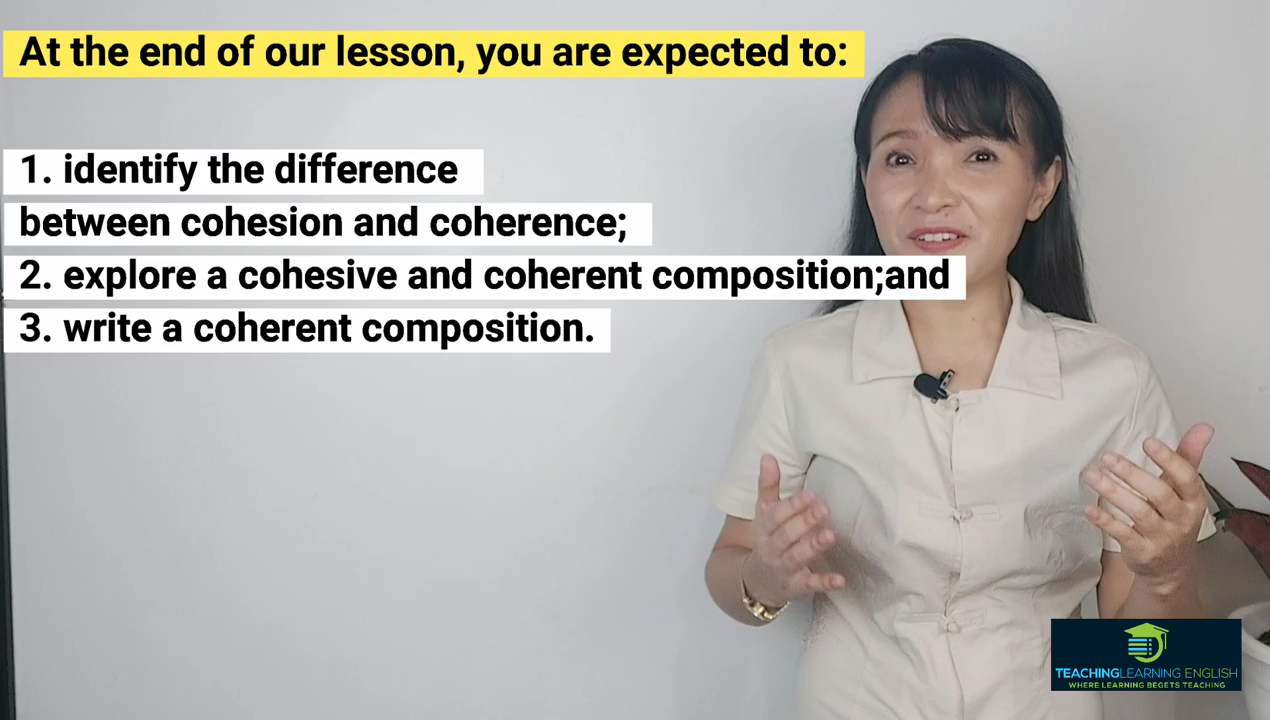 At the end of our lesson, you are expected to:
1. identify the difference
between cohesion and coherence;
2. explore a cohesive and coherent composition;and
3. write a coherent composition.
TEACHINGLEARNING ENGLISH
WHERE LEARNING BEGETS TEACHING